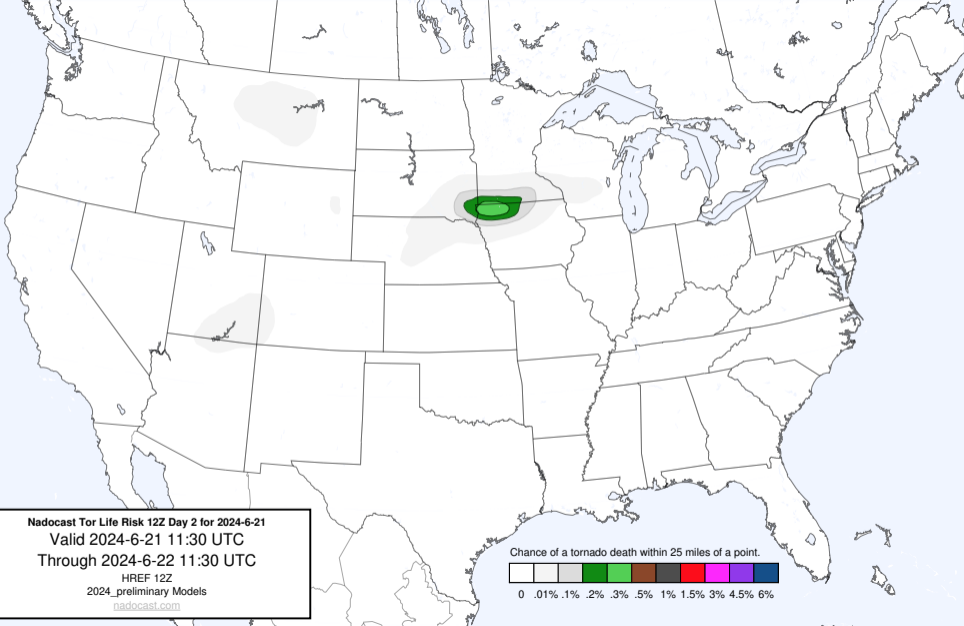 Nadocast Tor Life Risk 12Z Day 2 for 2024-6-21
Valid 2024-6-21 11:30 UTC
Through 2024-6-22 11:30 UTC
HREF 12Z
2024_preliminary Models
nadocast.com
Chance of a tornado death within 25 miles of a point.
0 .01% .1% .2% .3% .5% 1% 1.5% 3% 4.5% 6%